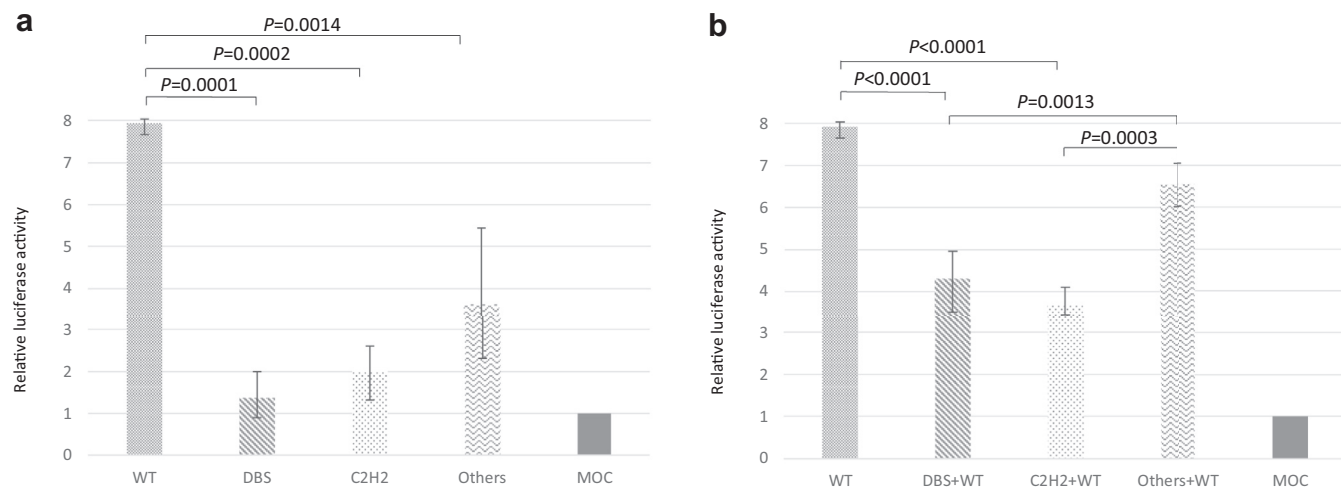 a
P=0.0014
P=0.0002
P=0.0001
Relative luciferase activity
8
7
6
5
4
3
2
1
0
WT DBS C2H2 Others MOC
b
P<0.0001
P<0.0001
P=0.0013
P=0.0003
Relative luciferase activity
8
7
6
5
4
3
2
1
0
WT DBS+WT C2H2+WT Others+WT MOC